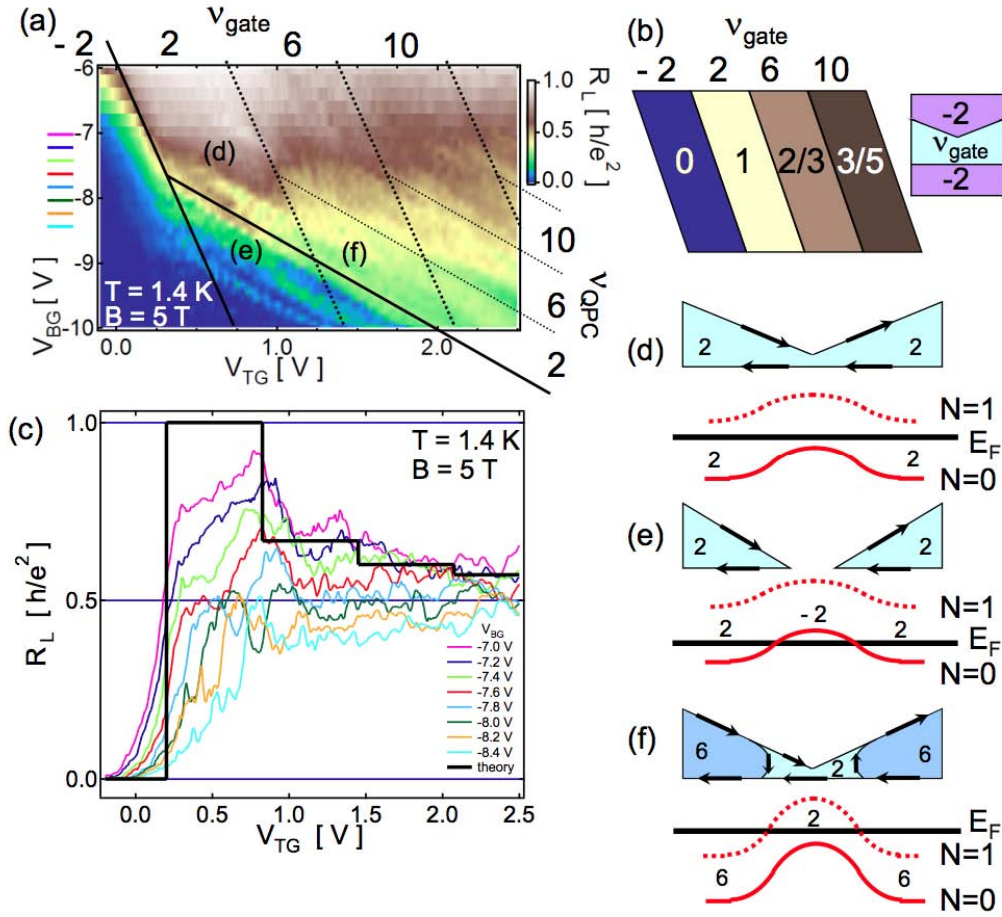 (a)
ν_gate
- 2 2 6 10
-6
-7
-8
-9
-10
V_BG [ V ]
(d)
(e)
(f)
T = 1.4 K
B = 5 T
0.0 1.0 2.0
V_TG [ V ]
1.0
0.5
0.0
R_L [ h/e² ]
10
6
2
ν_QPC
(b)
ν_gate
- 2 2 6 10
0 1 2/3 3/5
-2
ν_gate
-2
(c)
T = 1.4 K
B = 5 T
1.0
0.5
0.0
R_L [ h/e² ]
V_BG
-7.0 V
-7.2 V
-7.4 V
-7.6 V
-7.8 V
-8.0 V
-8.2 V
-8.4 V
theory
0.0 0.5 1.0 1.5 2.0 2.5
V_TG [ V ]
(d)
2 2
N=1
E_F
2 2
N=0
(e)
2 2
N=1
2 - 2 2
E_F
N=0
(f)
6 2 6
E_F
2
N=1
6 6
N=0